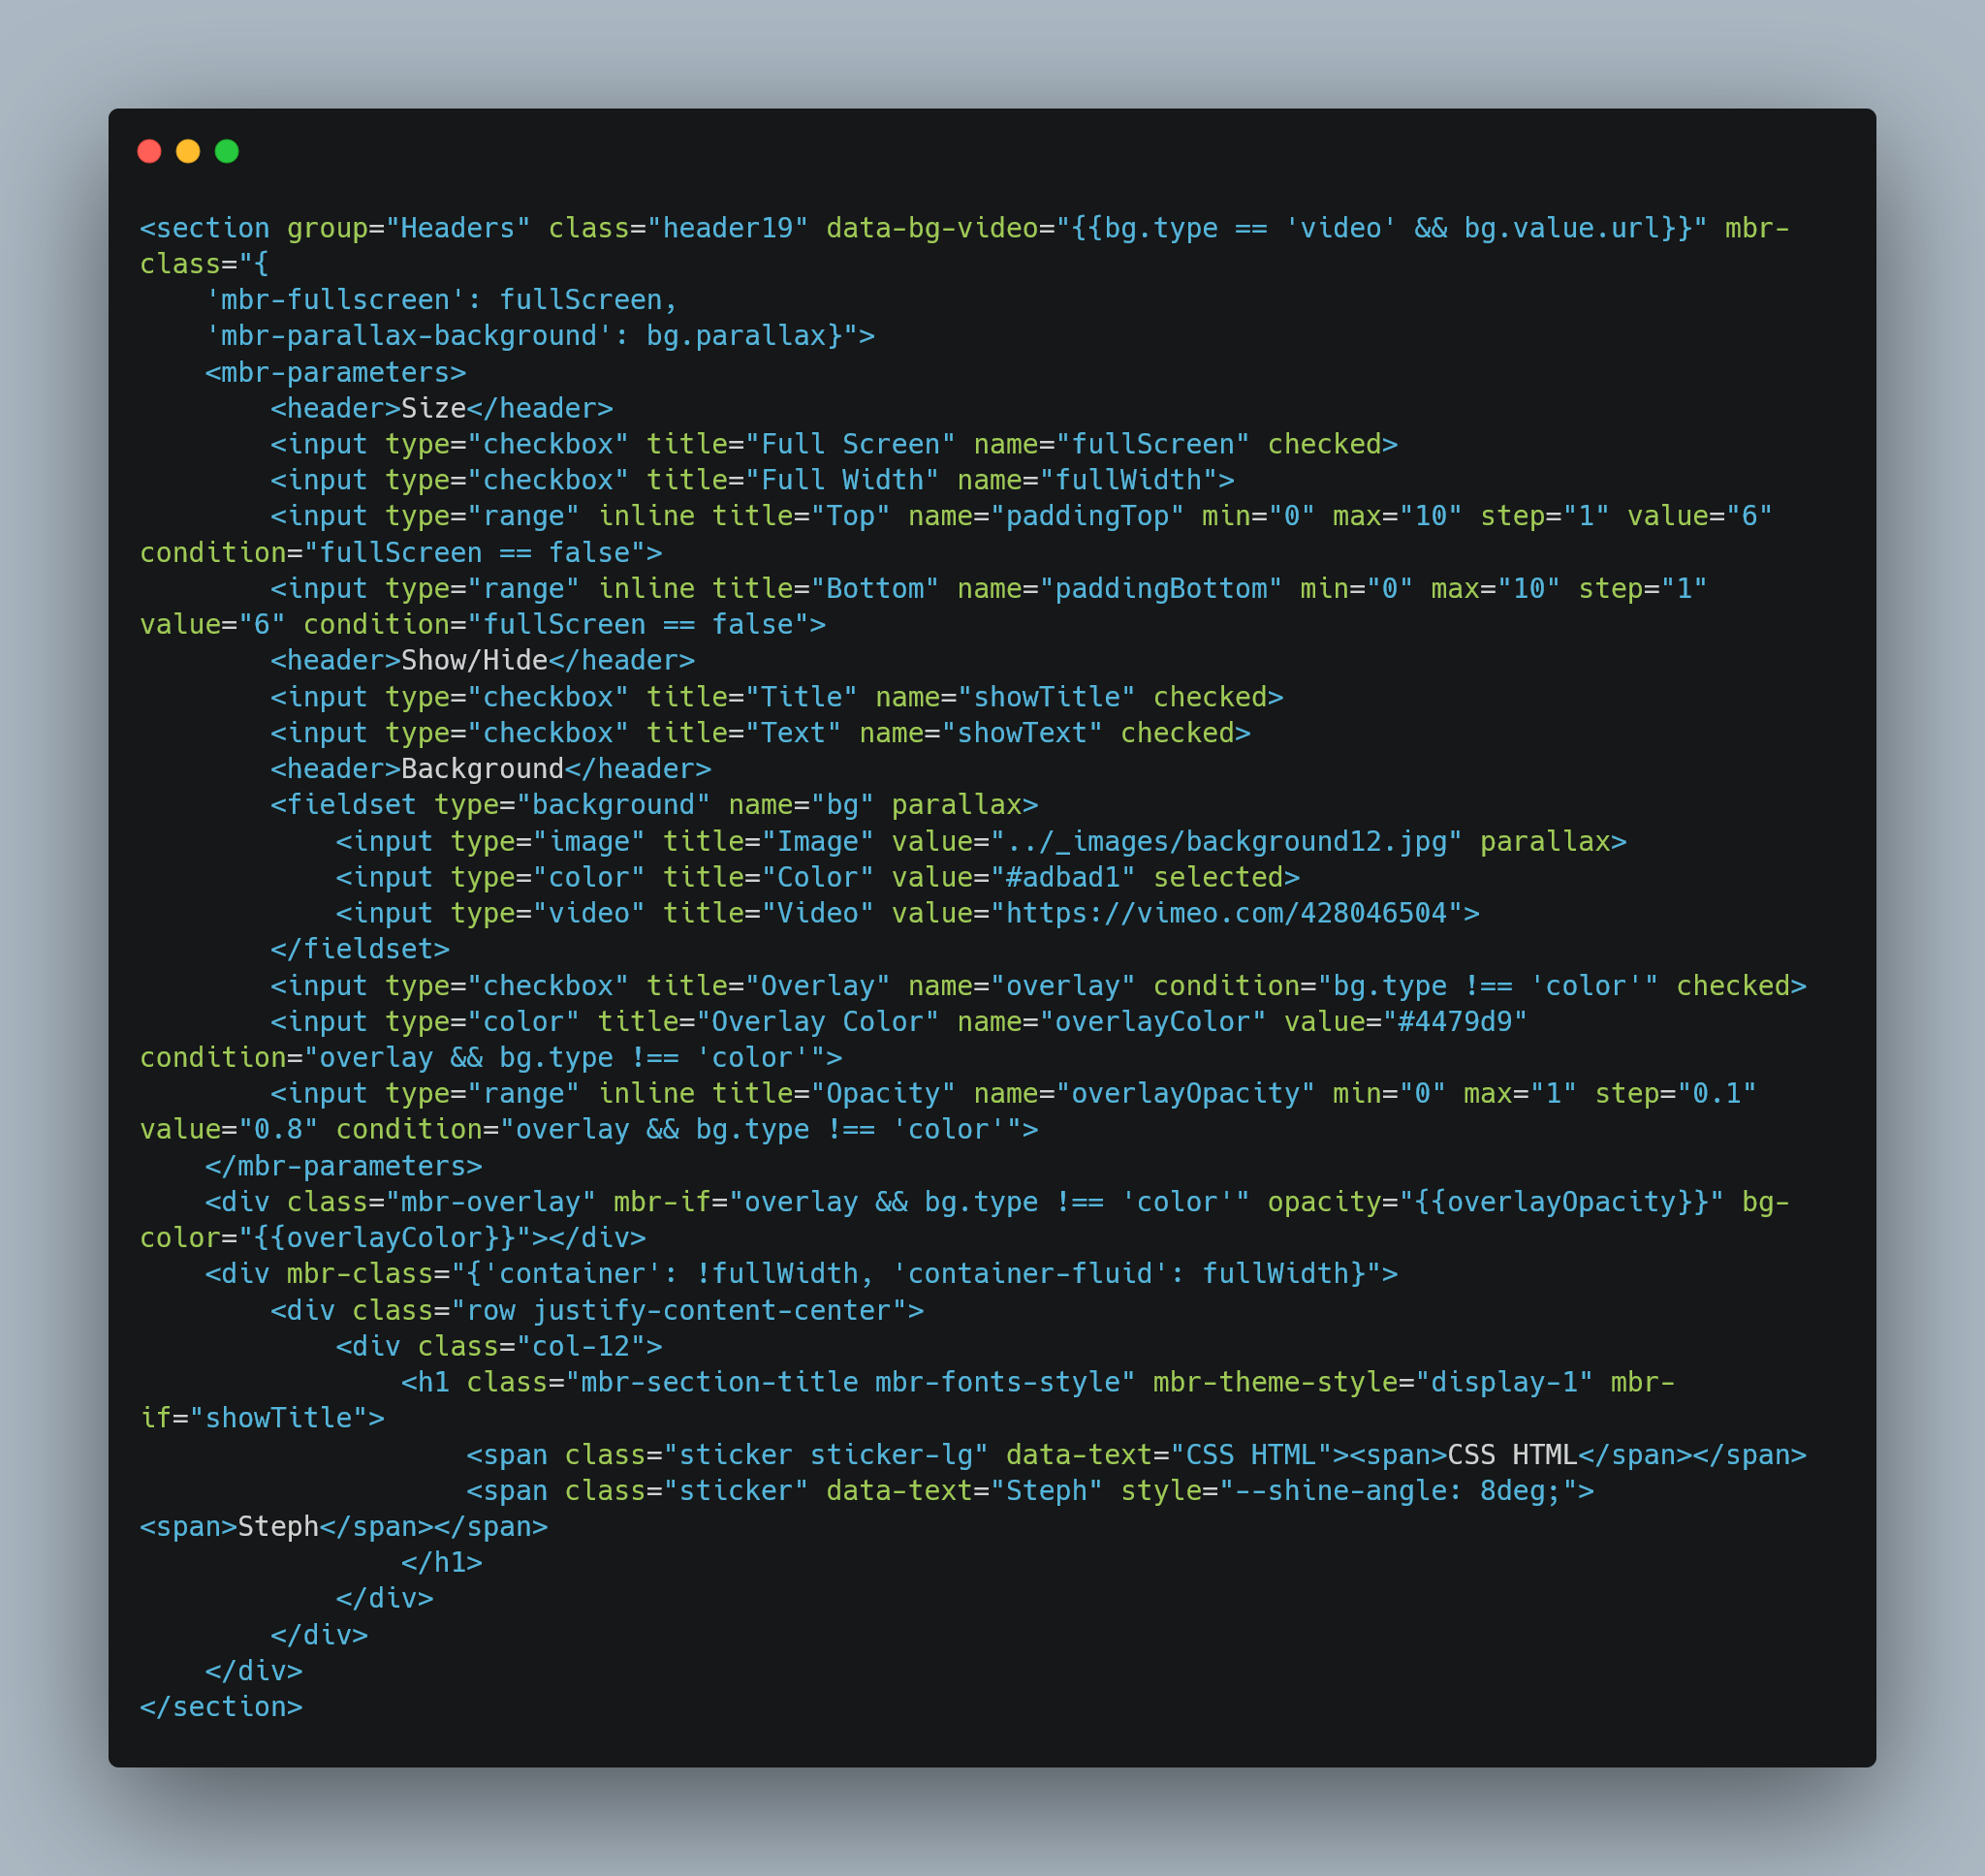 <section group="Headers" class="header19" data-bg-video="{{bg.type == 'video' && bg.value.url}}" mbr-
class="{
    'mbr-fullscreen': fullScreen,
    'mbr-parallax-background': bg.parallax}">
    <mbr-parameters>
        <header>Size</header>
        <input type="checkbox" title="Full Screen" name="fullScreen" checked>
        <input type="checkbox" title="Full Width" name="fullWidth">
        <input type="range" inline title="Top" name="paddingTop" min="0" max="10" step="1" value="6"
condition="fullScreen == false">
        <input type="range" inline title="Bottom" name="paddingBottom" min="0" max="10" step="1"
value="6" condition="fullScreen == false">
        <header>Show/Hide</header>
        <input type="checkbox" title="Title" name="showTitle" checked>
        <input type="checkbox" title="Text" name="showText" checked>
        <header>Background</header>
        <fieldset type="background" name="bg" parallax>
            <input type="image" title="Image" value="../_images/background12.jpg" parallax>
            <input type="color" title="Color" value="#adbad1" selected>
            <input type="video" title="Video" value="https://vimeo.com/428046504">
        </fieldset>
        <input type="checkbox" title="Overlay" name="overlay" condition="bg.type !== 'color'" checked>
        <input type="color" title="Overlay Color" name="overlayColor" value="#4479d9"
condition="overlay && bg.type !== 'color'">
        <input type="range" inline title="Opacity" name="overlayOpacity" min="0" max="1" step="0.1"
value="0.8" condition="overlay && bg.type !== 'color'">
    </mbr-parameters>
    <div class="mbr-overlay" mbr-if="overlay && bg.type !== 'color'" opacity="{{overlayOpacity}}" bg-
color="{{overlayColor}}"></div>
    <div mbr-class="{'container': !fullWidth, 'container-fluid': fullWidth}">
        <div class="row justify-content-center">
            <div class="col-12">
                <h1 class="mbr-section-title mbr-fonts-style" mbr-theme-style="display-1" mbr-
if="showTitle">
                    <span class="sticker sticker-lg" data-text="CSS HTML"><span>CSS HTML</span></span>
                    <span class="sticker" data-text="Steph" style="--shine-angle: 8deg;">
<span>Steph</span></span>
                </h1>
            </div>
        </div>
    </div>
</section>